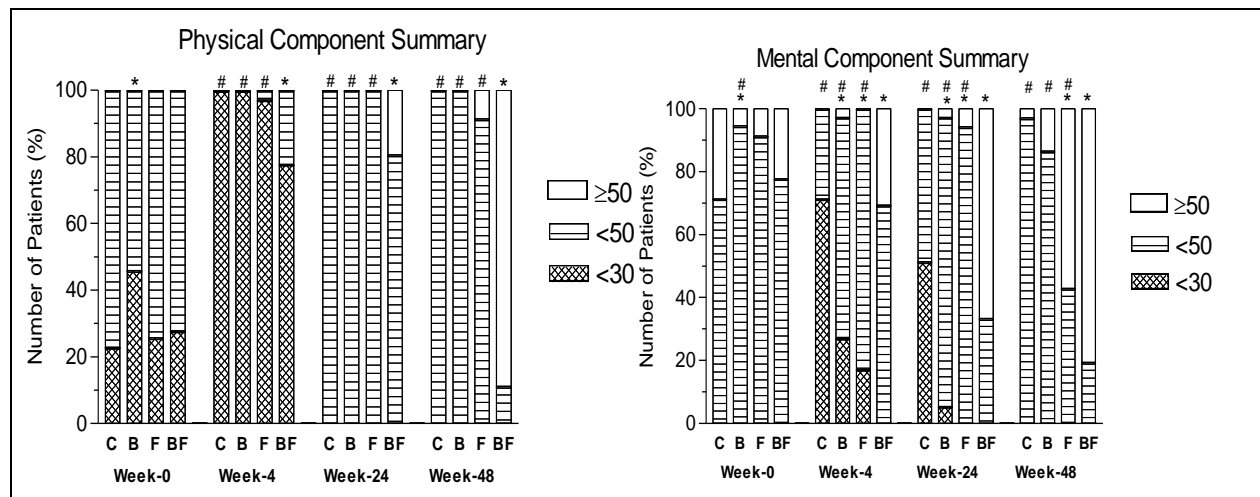 Physical Component Summary
# # # * # # # * # # # *
*
100
80
60
40
20
0
Number of Patients (%)
C B F BF C B F BF C B F BF C B F BF
Week-0 Week-4 Week-24 Week-48
≥50
<50
<30
Mental Component Summary
# # # # # # # # # #
* * * * * * * * *
100
80
60
40
20
0
Number of Patients (%)
C B F BF C B F BF C B F BF C B F BF
Week-0 Week-4 Week-24 Week-48
≥50
<50
<30